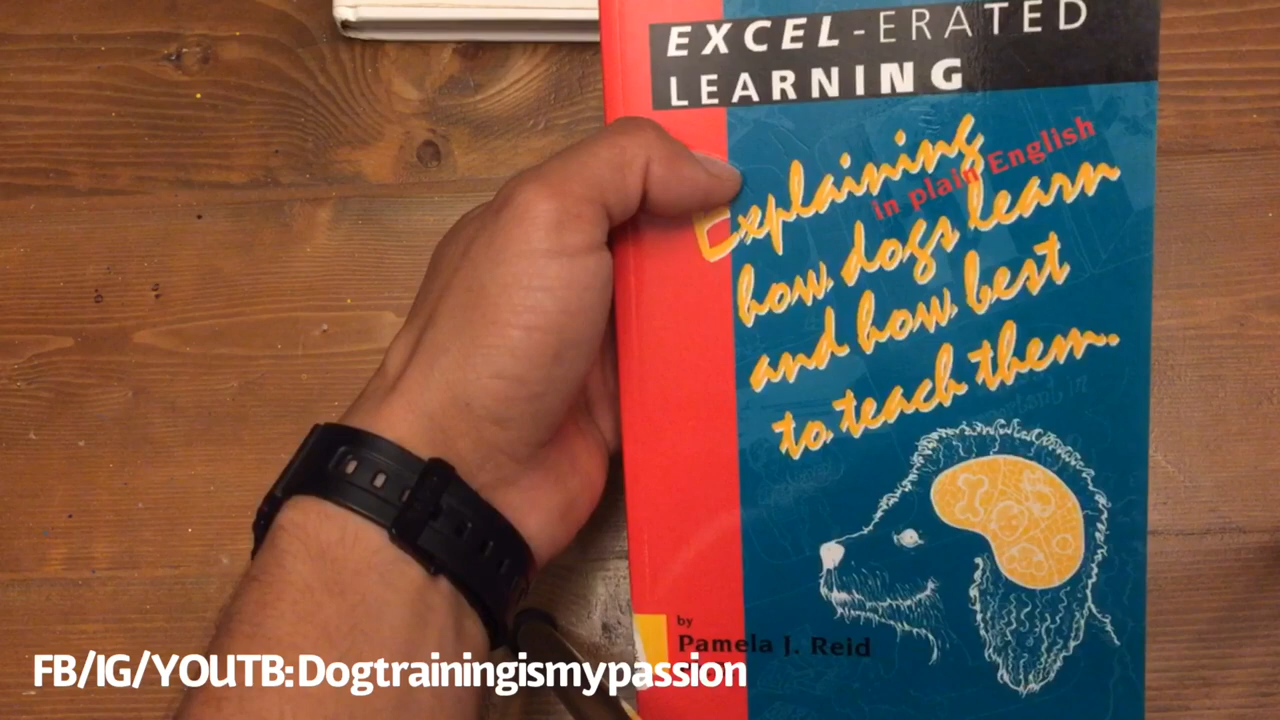 EXCEL-ERATED
LEARNING
Explaining
in plain English
how dogs learn
and how best
to teach them.
by
Pamela J. Reid
FB/IG/YOUTB:Dogtrainingismypassion